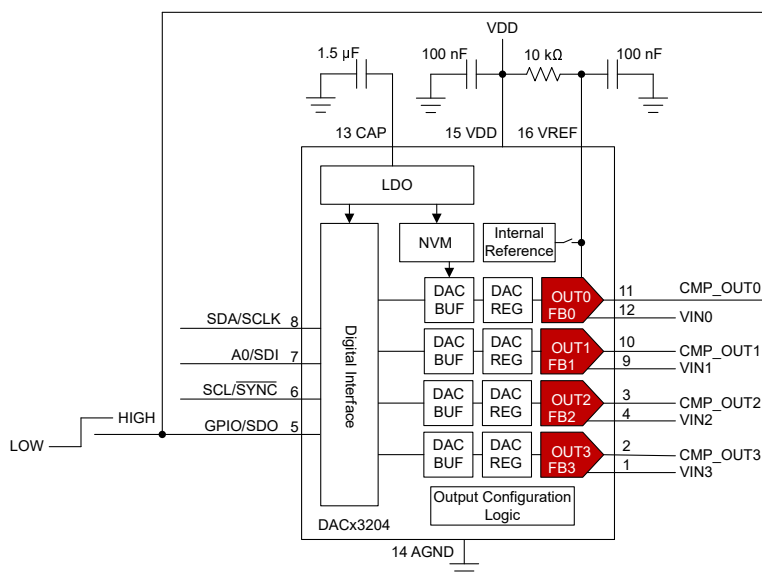 VDD
1.5 µF
100 nF
10 kΩ
100 nF
13 CAP
15 VDD
16 VREF
LDO
NVM
Internal
Reference
DAC
BUF
DAC
REG
OUT0
FB0
11
CMP_OUT0
12
VIN0
SDA/SCLK
8
A0/SDI
7
SCL/SYNC
6
GPIO/SDO
5
HIGH
LOW
Digital Interface
DAC
BUF
DAC
REG
OUT1
FB1
10
CMP_OUT1
9
VIN1
DAC
BUF
DAC
REG
OUT2
FB2
3
CMP_OUT2
4
VIN2
DAC
BUF
DAC
REG
OUT3
FB3
2
CMP_OUT3
1
VIN3
Output Configuration
Logic
DACx3204
14 AGND